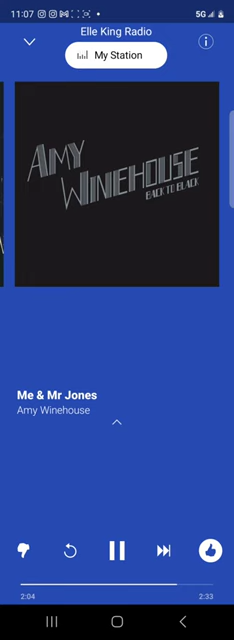 11:07 5G
Elle King Radio
My Station
AMY
WINEHOUSE
BACK TO BLACK
Me & Mr Jones
Amy Winehouse
2:04 2:33